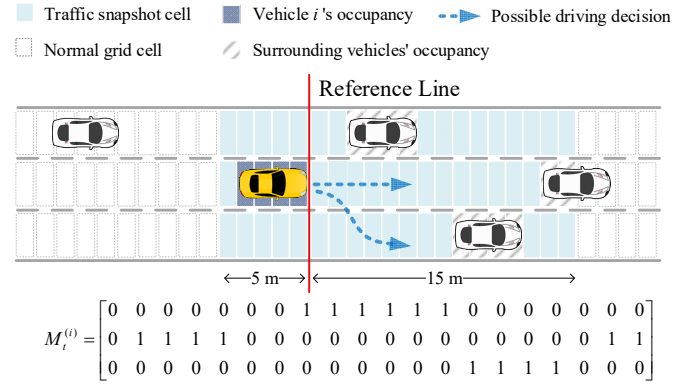 Traffic snapshot cell
Vehicle i 's occupancy
Possible driving decision
Normal grid cell
Surrounding vehicles' occupancy
Reference Line
5 m
15 m
0 0 0 0 0 0 0 1 1 1 1 1 1 0 0 0 0 0 0 0
M_t^(i) = 0 1 1 1 1 0 0 0 0 0 0 0 0 0 0 0 0 0 1 1
0 0 0 0 0 0 0 0 0 0 0 0 0 1 1 1 1 0 0 0